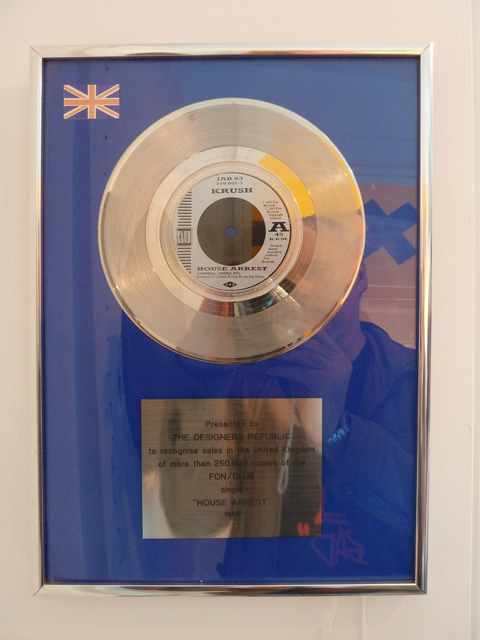 JAB 63
KRUSH
A
45
R.P.M.
HOUSE ARREST
Presented to
THE DESIGNERS REPUBLIC
to recognise sales in the United Kingdom
of more than 250,000 copies of the
FON/CLUB
single
"HOUSE ARREST"